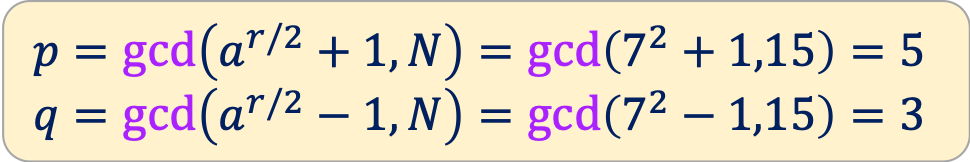 p = gcd(a^{r/2} + 1, N) = gcd(7^2 + 1,15) = 5
q = gcd(a^{r/2} − 1, N) = gcd(7^2 − 1,15) = 3